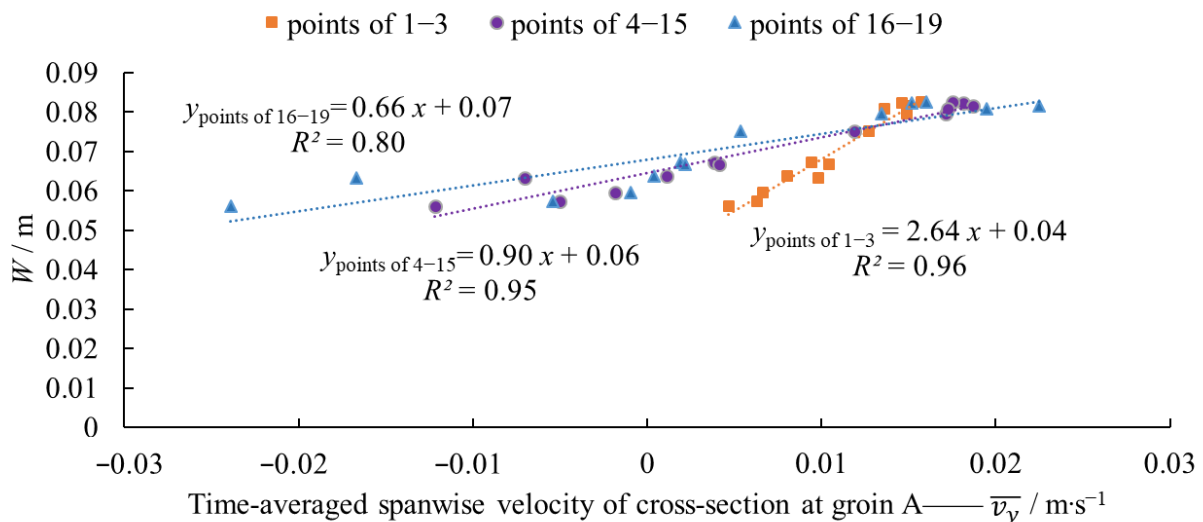 points of 1−3 points of 4−15 points of 16−19
0.09
0.08
0.07
0.06
0.05
0.04
0.03
0.02
0.01
0
W / m
y points of 16−19 = 0.66 x + 0.07
R² = 0.80
y points of 4−15 = 0.90 x + 0.06
R² = 0.95
y points of 1−3 = 2.64 x + 0.04
R² = 0.96
−0.03 −0.02 −0.01 0 0.01 0.02 0.03
Time-averaged spanwise velocity of cross-section at groin A—— v̅y̅ / m·s⁻¹